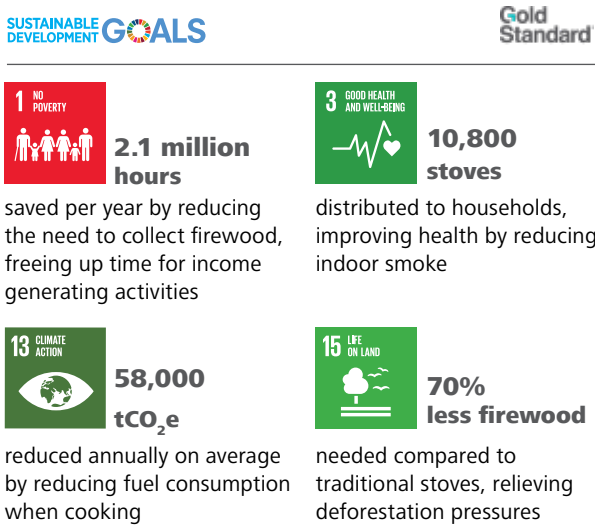 SUSTAINABLE
DEVELOPMENT
GOALS
Gold
Standard
1 NO
POVERTY
2.1 million
hours
saved per year by reducing
the need to collect firewood,
freeing up time for income
generating activities
3 GOOD HEALTH
AND WELL-BEING
10,800
stoves
distributed to households,
improving health by reducing
indoor smoke
13 CLIMATE
ACTION
58,000
tCO₂e
reduced annually on average
by reducing fuel consumption
when cooking
15 LIFE
ON LAND
70%
less firewood
needed compared to
traditional stoves, relieving
deforestation pressures